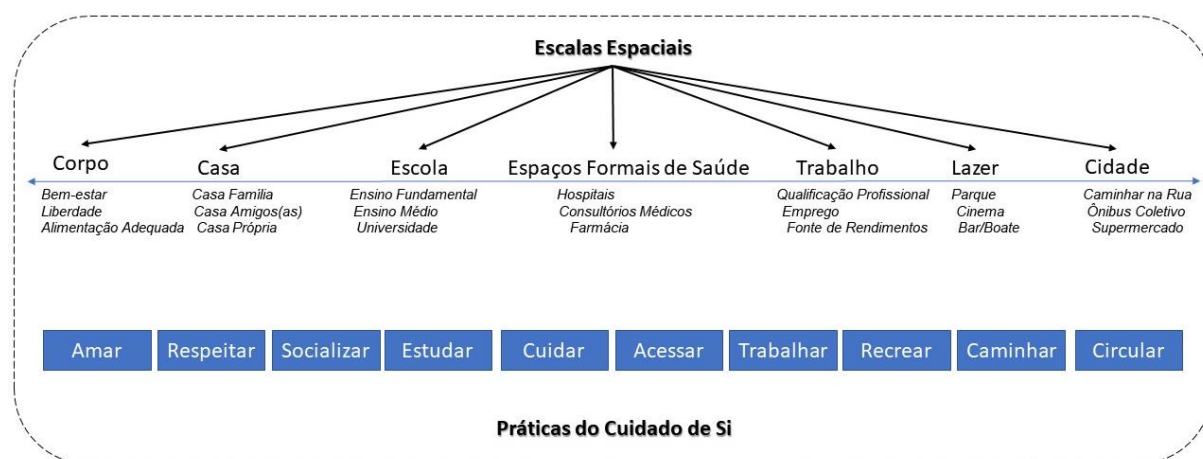 Escalas Espaciais
Corpo
Bem-estar
Liberdade
Alimentação Adequada
Casa
Casa Família
Casa Amigos(as)
Casa Própria
Escola
Ensino Fundamental
Ensino Médio
Universidade
Espaços Formais de Saúde
Hospitais
Consultórios Médicos
Farmácia
Trabalho
Qualificação Profissional
Emprego
Fonte de Rendimentos
Lazer
Parque
Cinema
Bar/Boate
Cidade
Caminhar na Rua
Ônibus Coletivo
Supermercado
Amar
Respeitar
Socializar
Estudar
Cuidar
Acessar
Trabalhar
Recrear
Caminhar
Circular
Práticas do Cuidado de Si